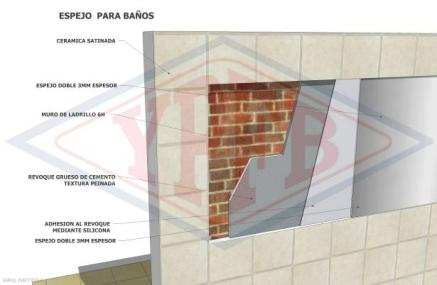 ESPEJO PARA BAÑOS
CERAMICA SATINADA
ESPEJO DOBLE 3MM ESPESOR
MURO DE LADRILLO 6H
REVOQUE GRUESO DE CEMENTO
TEXTURA PEINADA
ADHESION AL REVOQUE
MEDIANTE SILICONA
ESPEJO DOBLE 3MM ESPESOR
YPFB